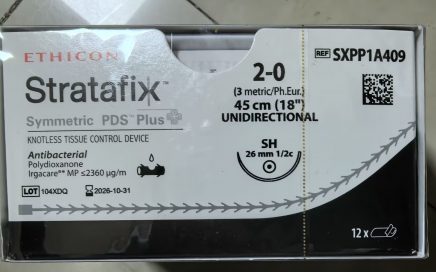 ETHICON
REF SXPP1A409
Stratafix™
2-0
(3 metric/Ph.Eur.)
45 cm (18")
UNIDIRECTIONAL
Symmetric PDS™ Plus
KNOTLESS TISSUE CONTROL DEVICE
SH
26 mm 1/2c
Antibacterial
Polydioxanone
Irgacare** MP ≤2360 µg/m
LOT 104XDQ 2026-10-31
12 x